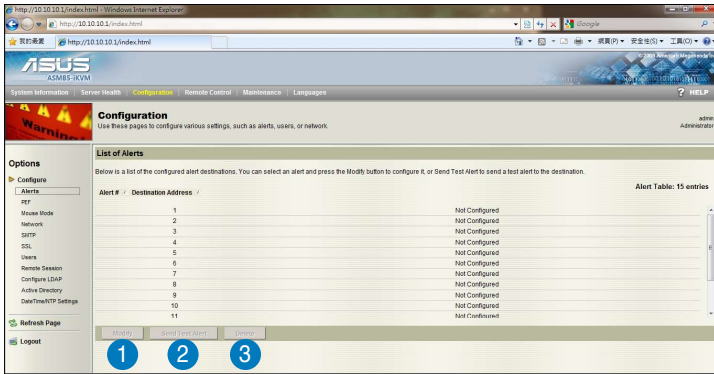 http://10.10.10.1/index.html - Windows Internet Explorer
http://10.10.10.1/index.html
Google
我的最愛
http://10.10.10.1/index.html
網頁(P)
安全性(S)
工具(O)
ASUS
ASMB5-iKVM
System Information
Server Health
Configuration
Remote Control
Maintenance
Languages
HELP
Warning
Configuration
Use these pages to configure various settings, such as alerts, users, or network.
admin
Administrator
Options
Configure
Alerts
PEF
Mouse Mode
Network
SMTP
SSL
Users
Remote Session
Configure LDAP
Active Directory
DateTime/NTP Settings
Refresh Page
Logout
List of Alerts
Below is a list of the configured alert destinations. You can select an alert and press the Modify button to configure it, or Send Test Alert to send a test alert to the destination.
Alert Table: 15 entries
Alert # / Destination Address /
1 Not Configured
2 Not Configured
3 Not Configured
4 Not Configured
5 Not Configured
6 Not Configured
7 Not Configured
8 Not Configured
9 Not Configured
10 Not Configured
11 Not Configured
Modify
Send Test Alert
Delete
1
2
3